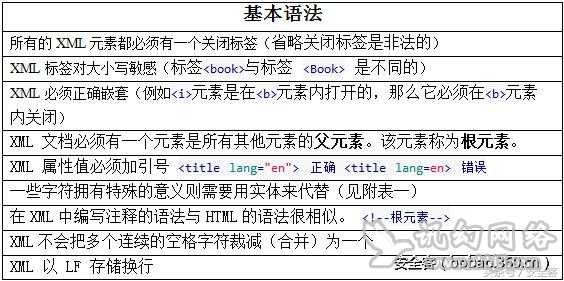 基本语法
所有的 XML 元素都必须有一个关闭标签（省略关闭标签是非法的）
XML 标签对大小写敏感（标签<book>与标签 <Book> 是不同的）
XML 必须正确嵌套（例如<i>元素是在<b>元素内打开的，那么它必须在<b>元素
内关闭）
XML 文档必须有一个元素是所有其他元素的父元素。该元素称为根元素。
XML 属性值必须加引号 <title lang="en"> 正确 <title lang=en> 错误
一些字符拥有特殊的意义则需要用实体来代替（见附表一）
在 XML 中编写注释的语法与 HTML 的语法很相似。 <!--根元素-->
XML 不会把多个连续的空格字符裁减（合并）为一个
XML 以 LF 存储换行
安全客（bobao.360.cn）